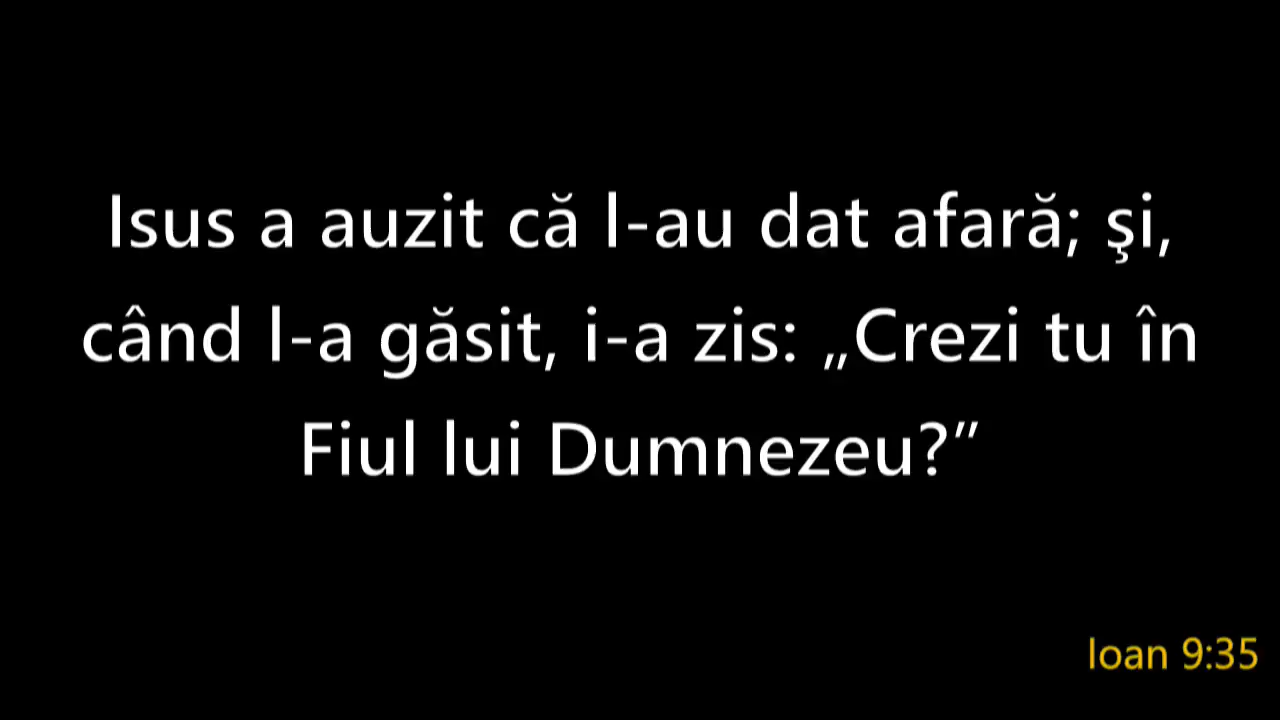 Isus a auzit că l-au dat afară; şi,
când l-a găsit, i-a zis: „Crezi tu în
Fiul lui Dumnezeu?”
Ioan 9:35